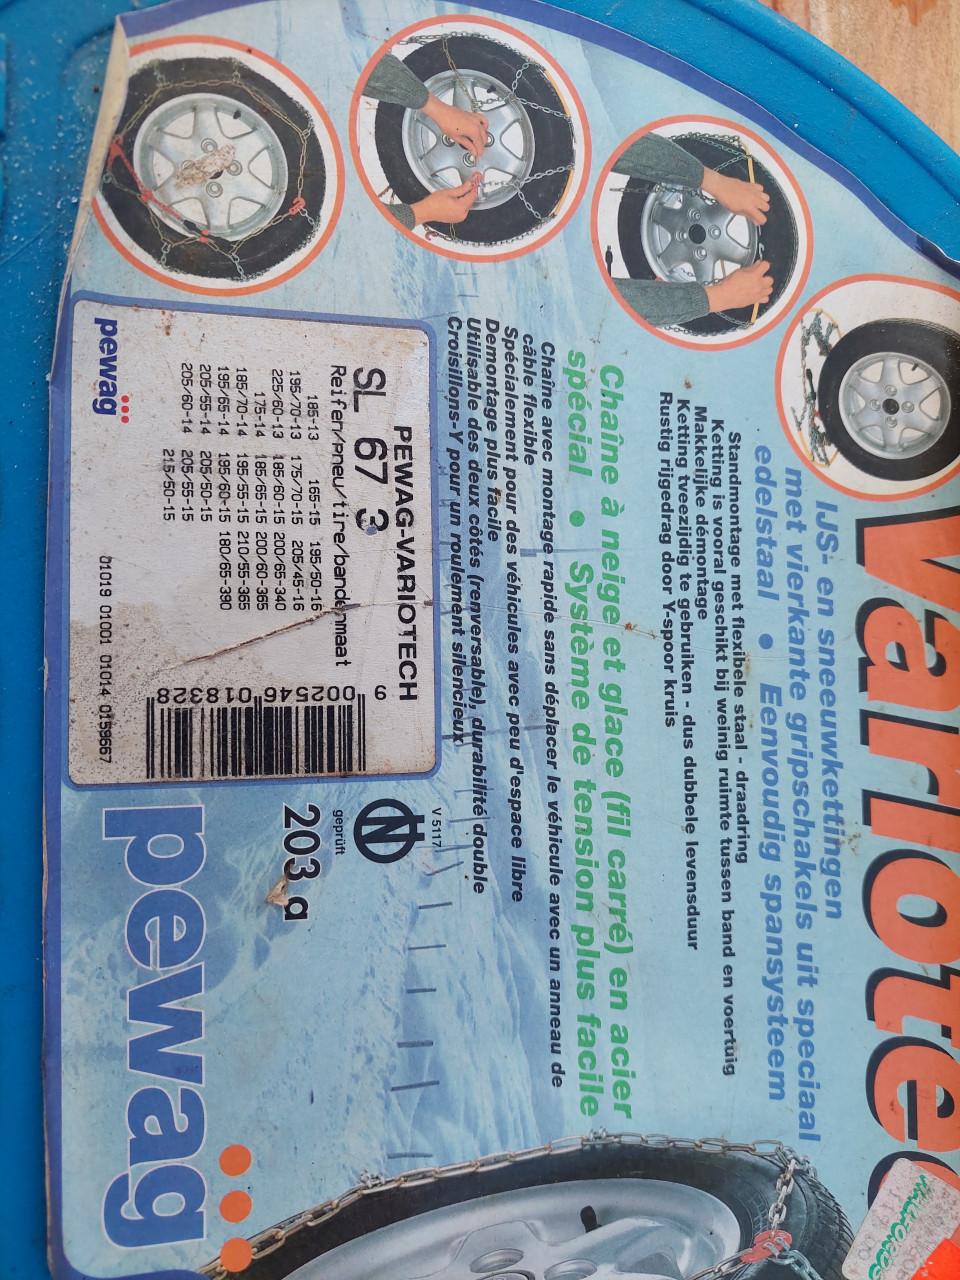 Variotec
IJS- en sneeuwkettingen
met vierkante gripschakels uit speciaal
edelstaal • Eenvoudig spansysteem
Standmontage met flexibele staal - draadring
Ketting is vooral geschikt bij weinig ruimte tussen band en voertuig
Makkelijke démontage
Ketting tweezijdig te gebruiken - dus dubbele levensduur
Rustig rijgedrag door Y-spoor kruis
Chaîne à neige et glace (fil carré) en acier
spécial • Système de tension plus facile
Chaîne avec montage rapide sans déplacer le véhicule avec un anneau de
câble flexible
Spécialement pour des véhicules avec peu d'espace libre
Demontage plus facile
Utilisable des deux côtés (renversable), durabilité double
Croisillons-Y pour un roulement silencieux
PEWAG-VARIOTECH
SL 67 3
Reifen/pneu/tire/bandenmaat
185-13 165-15 195/50-16
195/70-13 175/70-15 205/45-16
225/60-13 185/60-15 200/65-340
175-14 185/65-15 200/60-365
185/70-14 195/55-15 210/55-365
195/65-14 195/60-15 190/65-390
205/55-14 205/50-15
205/60-14 205/55-15
215/50-15
9 002546 018328
pewag
01019 01001 01014 0159667
V 5117
geprüft
203 a
pewag